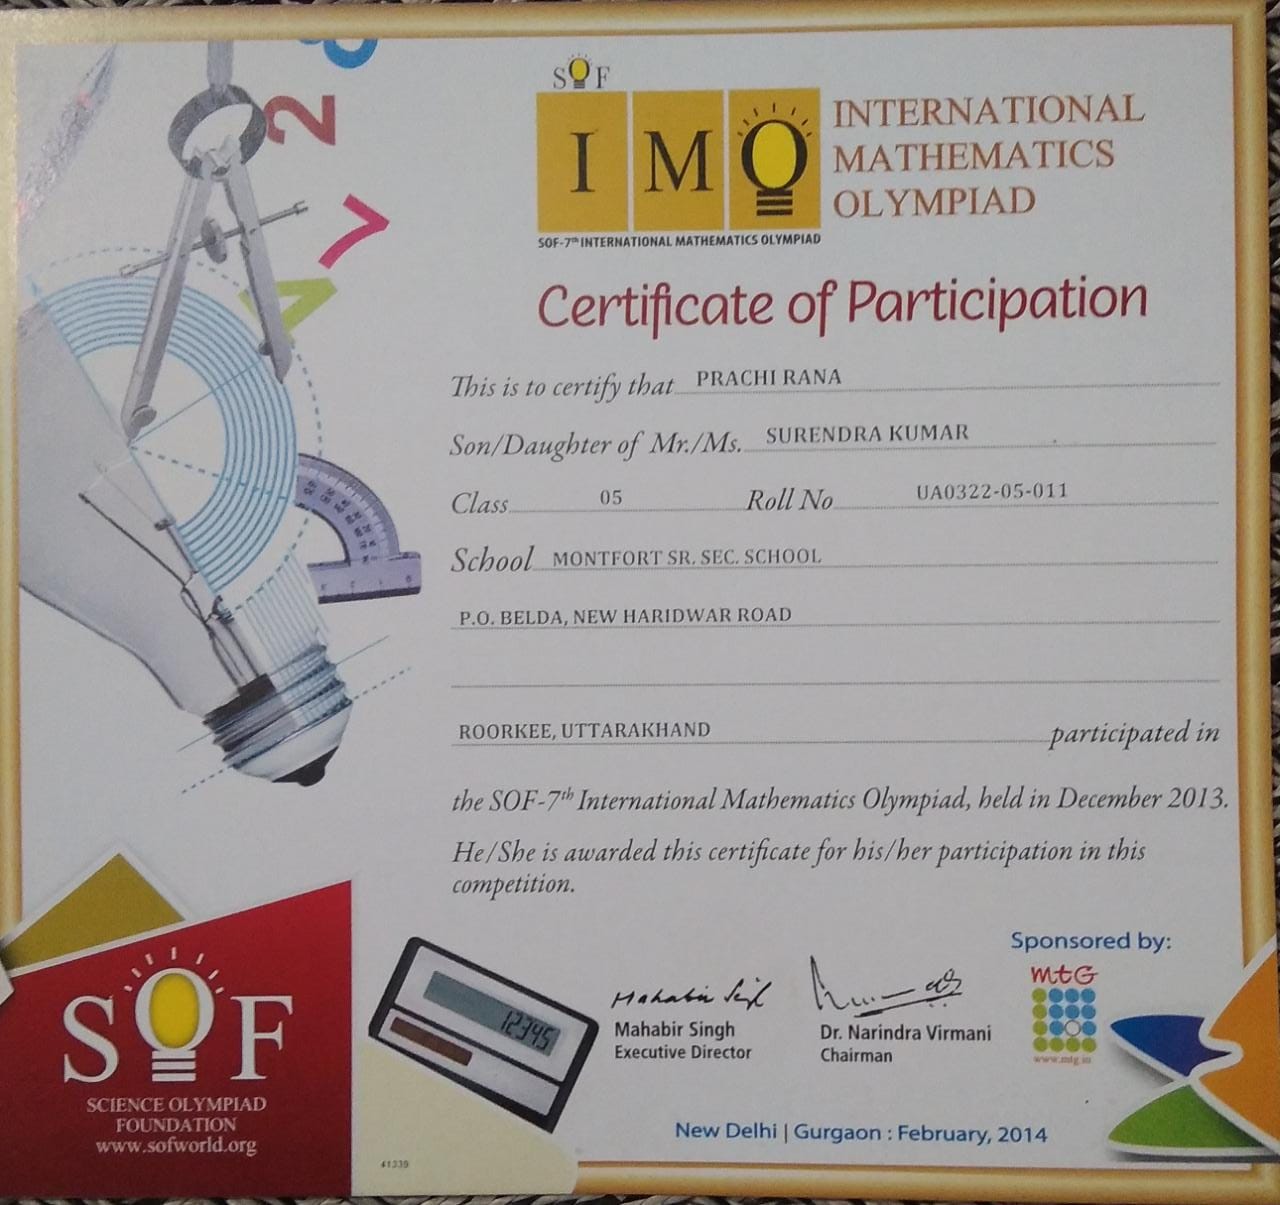 SOF
IMO
INTERNATIONAL
MATHEMATICS
OLYMPIAD
SOF-7th INTERNATIONAL MATHEMATICS OLYMPIAD
Certificate of Participation
This is to certify that PRACHI RANA
Son/Daughter of Mr./Ms. SURENDRA KUMAR
Class 05 Roll No UA0322-05-011
School MONTFORT SR. SEC. SCHOOL
P.O. BELDA, NEW HARIDWAR ROAD
ROORKEE, UTTARAKHAND participated in
the SOF-7th International Mathematics Olympiad, held in December 2013.
He/She is awarded this certificate for his/her participation in this
competition.
Sponsored by:
mtG
www.mtg.in
Mahabir Singh
Mahabir Singh
Executive Director
Dr. Narindra Virmani
Chairman
New Delhi | Gurgaon : February, 2014
SOF
SCIENCE OLYMPIAD
FOUNDATION
www.sofworld.org
12345
41339
2
7